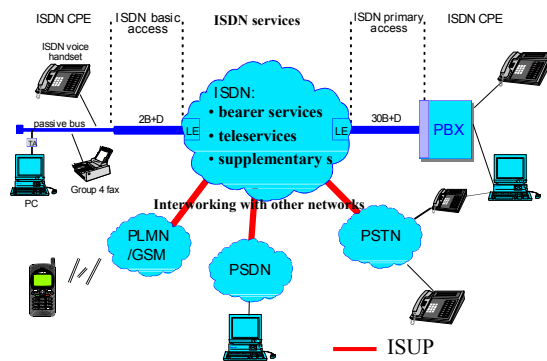 ISDN CPE
ISDN basic
access
ISDN services
ISDN primary
access
ISDN CPE
ISDN voice
handset
ISDN:
• bearer services
• teleservices
• supplementary s
passive bus
2B+D
LE
LE
30B+D
PBX
TA
PC
Group 4 fax
Interworking with other networks
PLMN
/GSM
PSDN
PSTN
ISUP